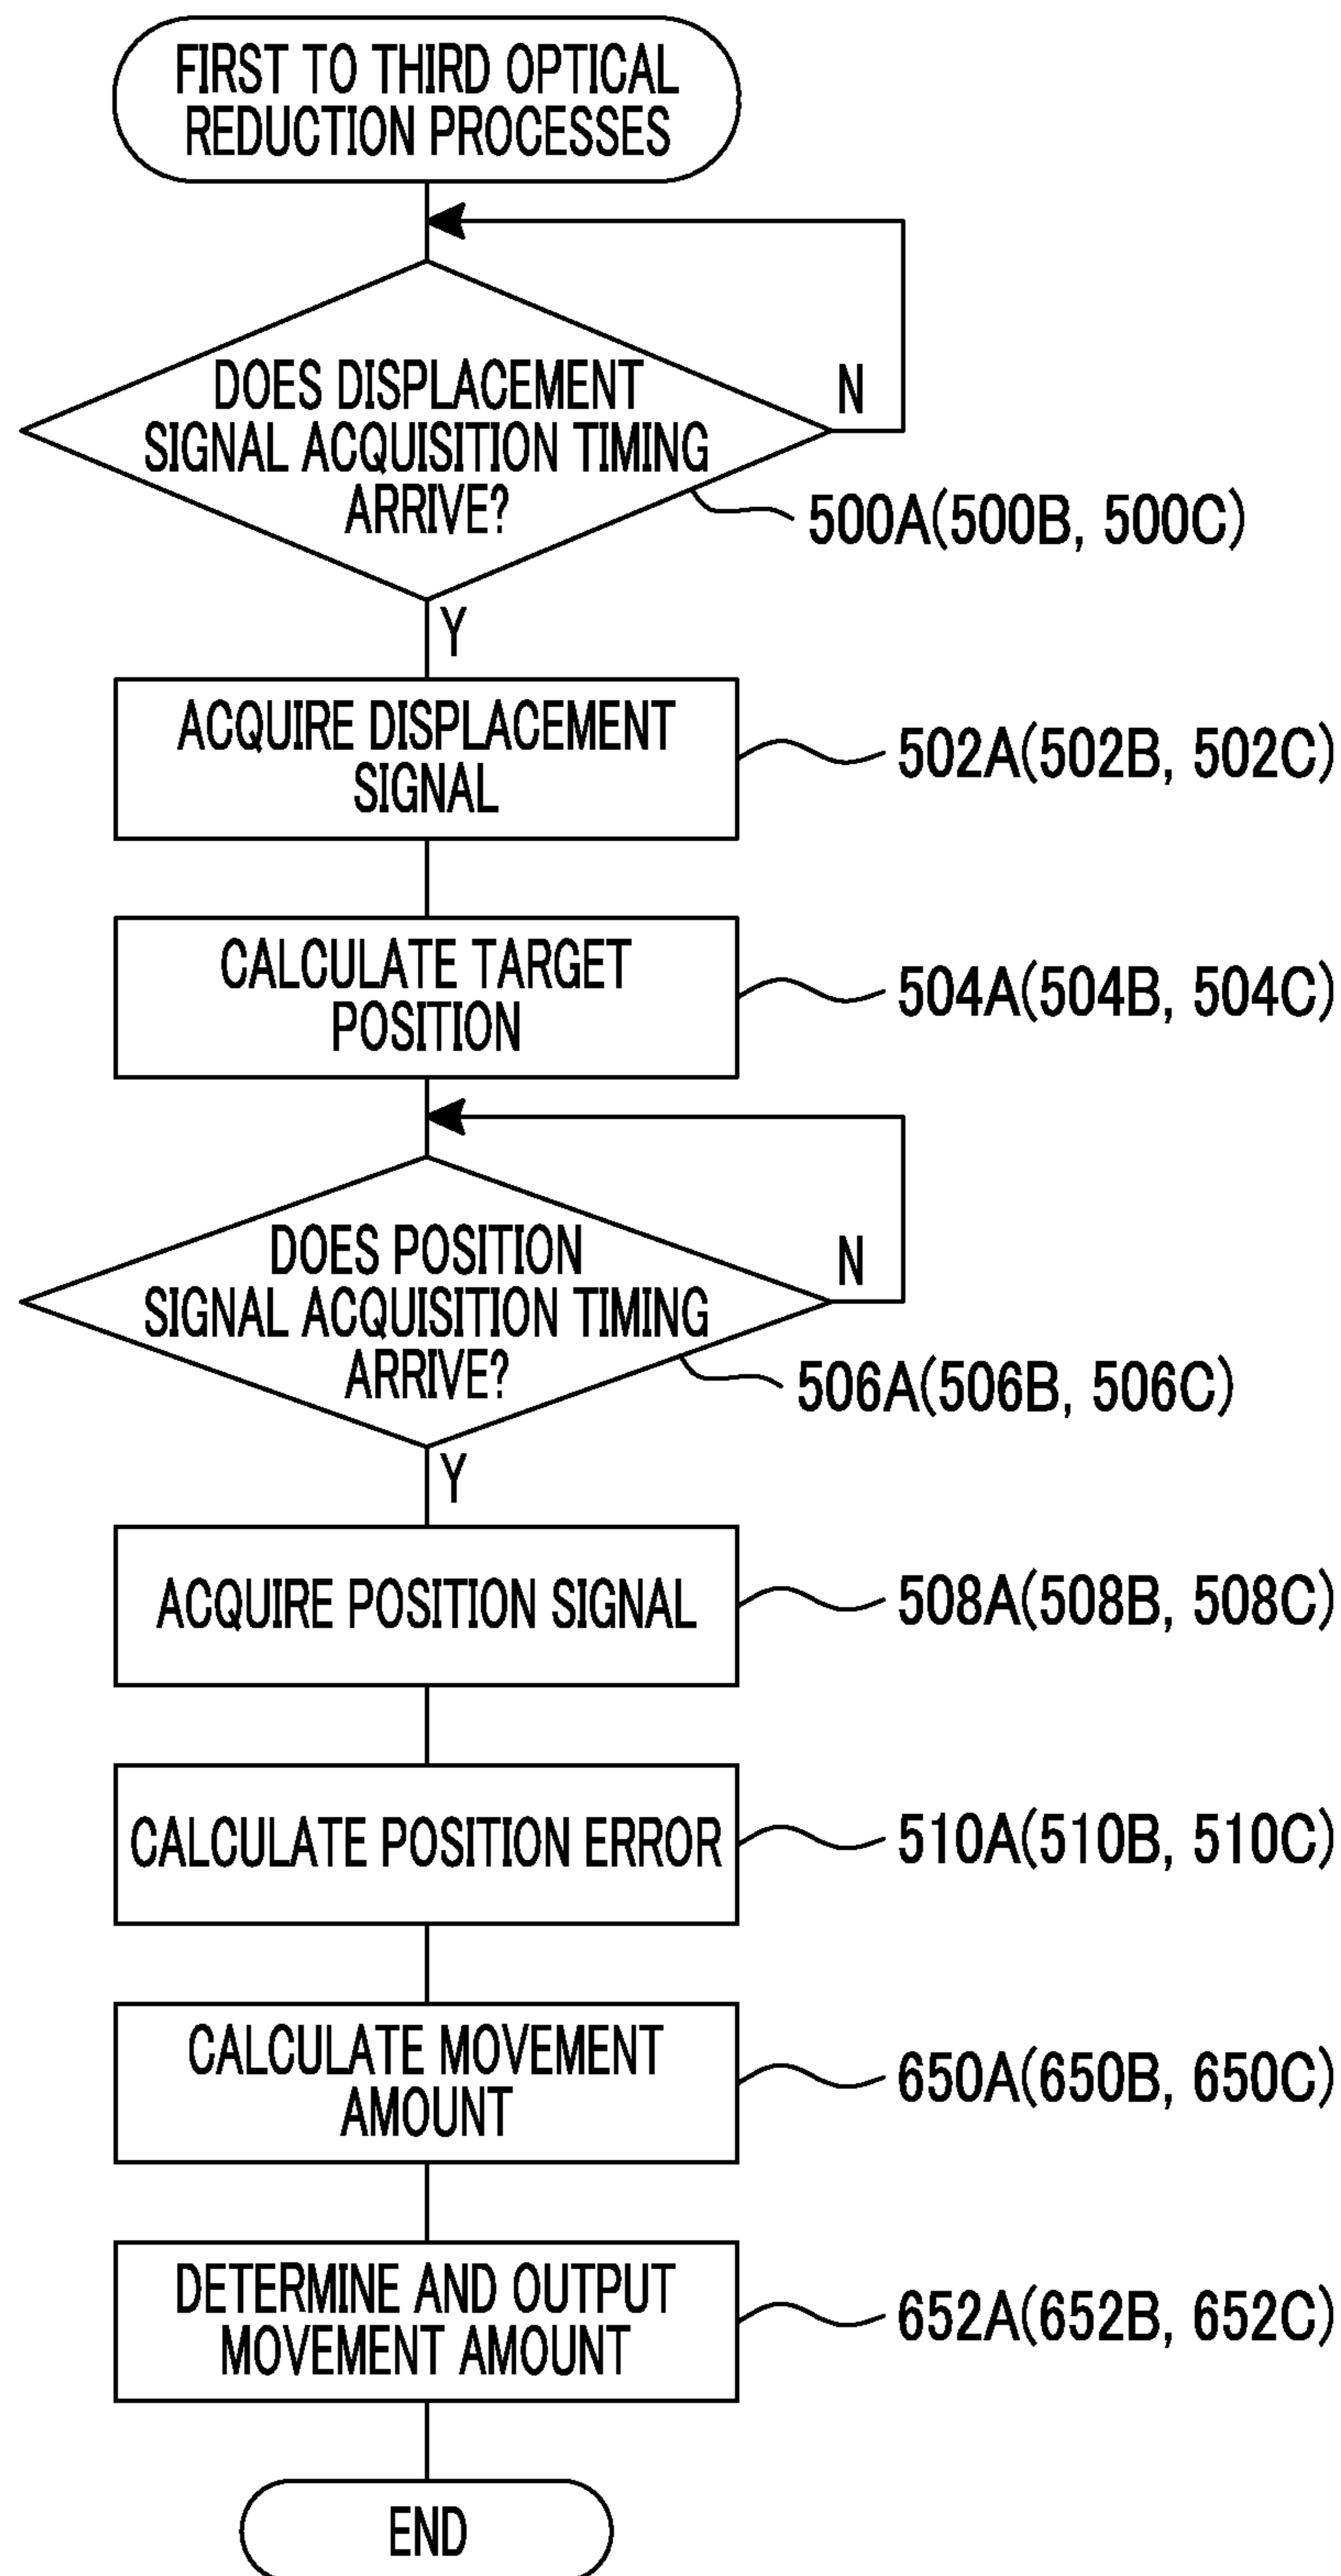 FIRST TO THIRD OPTICAL
REDUCTION PROCESSES
DOES DISPLACEMENT
SIGNAL ACQUISITION TIMING
ARRIVE?
N
500A(500B, 500C)
Y
ACQUIRE DISPLACEMENT
SIGNAL
502A(502B, 502C)
CALCULATE TARGET
POSITION
504A(504B, 504C)
DOES POSITION
SIGNAL ACQUISITION TIMING
ARRIVE?
N
506A(506B, 506C)
Y
ACQUIRE POSITION SIGNAL
508A(508B, 508C)
CALCULATE POSITION ERROR
510A(510B, 510C)
CALCULATE MOVEMENT
AMOUNT
650A(650B, 650C)
DETERMINE AND OUTPUT
MOVEMENT AMOUNT
652A(652B, 652C)
END